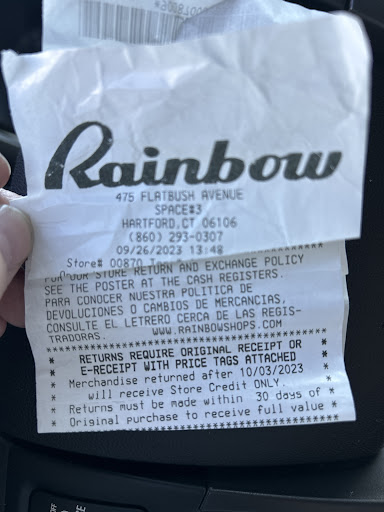 Rainbow
475 FLATBUSH AVENUE
SPACE#3
HARTFORD,CT 06106
(860) 293-0307
09/26/2023 13:48
Store# 00870
OUR STORE RETURN AND EXCHANGE POLICY
SEE THE POSTER AT THE CASH REGISTERS.
PARA CONOCER NUESTRA POLITICA DE
DEVOLUCIONES O CAMBIOS DE MERCANCIAS,
CONSULTE EL LETRERO CERCA DE LAS REGIS-
TRADORAS. WWW.RAINBOWSHOPS.COM
* RETURNS REQUIRE ORIGINAL RECEIPT OR *
* E-RECEIPT WITH PRICE TAGS ATTACHED *
* Merchandise returned after 10/03/2023 *
* will receive Store Credit ONLY. *
* Returns must be made within 30 days of *
* Original purchase to receive full value *